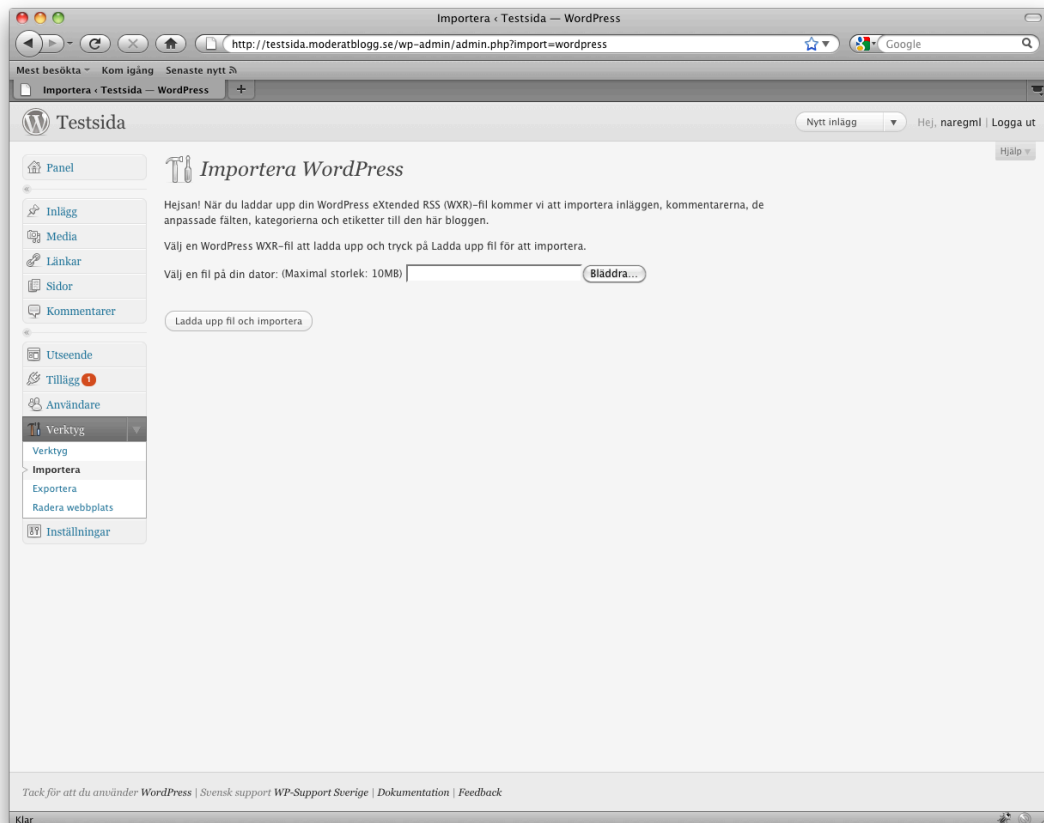 Importera ‹ Testsida — WordPress
http://testsida.moderatblogg.se/wp-admin/admin.php?import=wordpress
Google
Mest besökta Kom igång Senaste nytt
Importera ‹ Testsida — WordPress +
Testsida
Nytt inlägg
Hej, naregml | Logga ut
Hjälp
Panel
Inlägg
Media
Länkar
Sidor
Kommentarer
Utseende
Tillägg 1
Användare
Verktyg
Verktyg
Importera
Exportera
Radera webbplats
Inställningar
Importera WordPress
Hejsan! När du laddar upp din WordPress eXtended RSS (WXR)-fil kommer vi att importera inläggen, kommentarerna, de
anpassade fälten, kategorierna och etiketter till den här bloggen.
Välj en WordPress WXR-fil att ladda upp och tryck på Ladda upp fil för att importera.
Välj en fil på din dator: (Maximal storlek: 10MB) Bläddra...
Ladda upp fil och importera
Tack för att du använder WordPress | Svensk support WP-Support Sverige | Dokumentation | Feedback
Klar